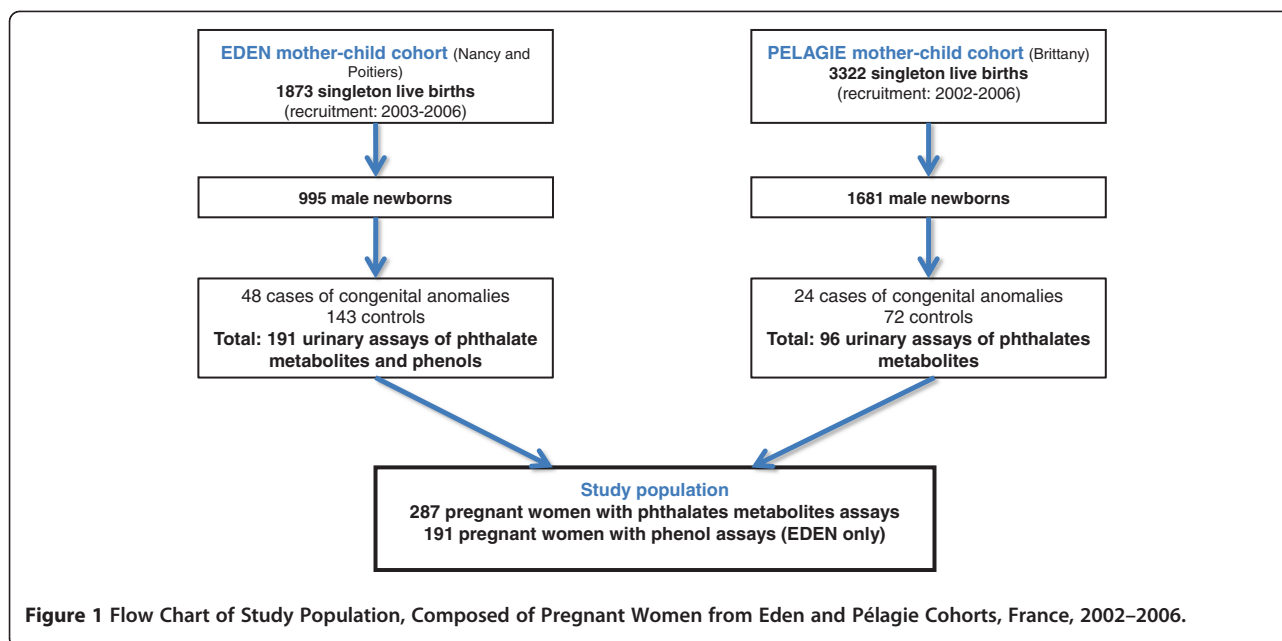 EDEN mother-child cohort (Nancy and
Poitiers)
1873 singleton live births
(recruitment: 2003-2006)
PELAGIE mother-child cohort (Brittany)
3322 singleton live births
(recruitment: 2002-2006)
995 male newborns
1681 male newborns
48 cases of congenital anomalies
143 controls
Total: 191 urinary assays of phthalate
metabolites and phenols
24 cases of congenital anomalies
72 controls
Total: 96 urinary assays of phthalates
metabolites
Study population
287 pregnant women with phthalates metabolites assays
191 pregnant women with phenol assays (EDEN only)
Figure 1 Flow Chart of Study Population, Composed of Pregnant Women from Eden and Pélagie Cohorts, France, 2002–2006.